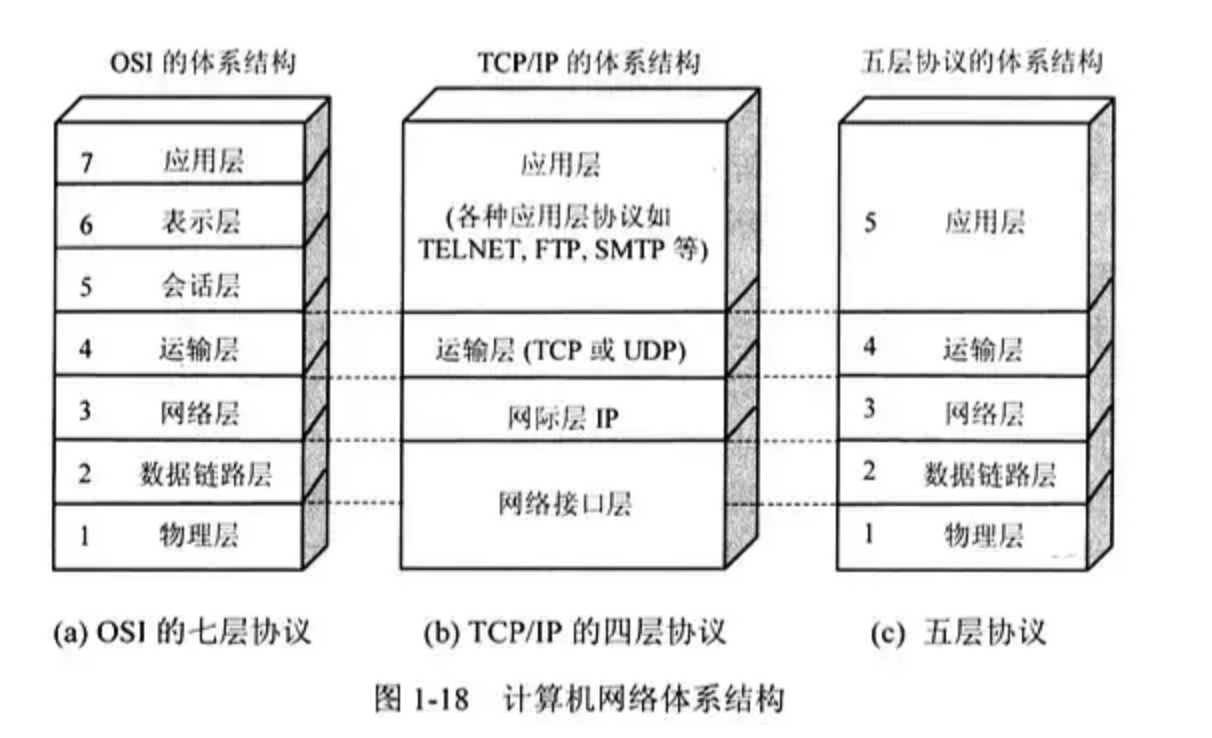 OSI 的体系结构
7 应用层
6 表示层
5 会话层
4 运输层
3 网络层
2 数据链路层
1 物理层
(a) OSI 的七层协议
TCP/IP 的体系结构
应用层
(各种应用层协议如
TELNET, FTP, SMTP 等)
运输层 (TCP 或 UDP)
网际层 IP
网络接口层
(b) TCP/IP 的四层协议
五层协议的体系结构
5 应用层
4 运输层
3 网络层
2 数据链路层
1 物理层
(c) 五层协议
图 1-18 计算机网络体系结构